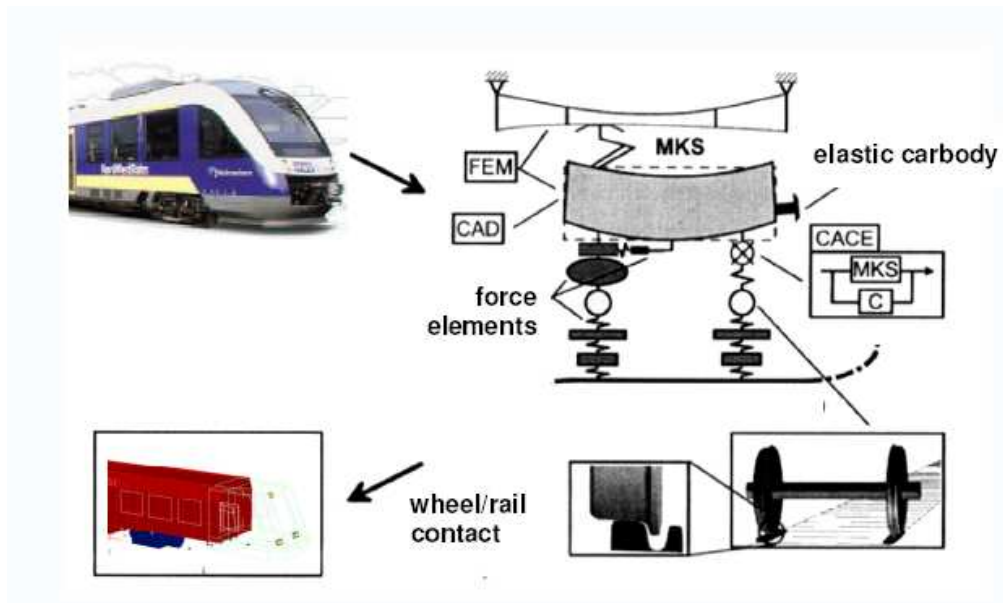 MKS
FEM
elastic carbody
CAD
CACE
MKS
C
force
elements
wheel/rail
contact